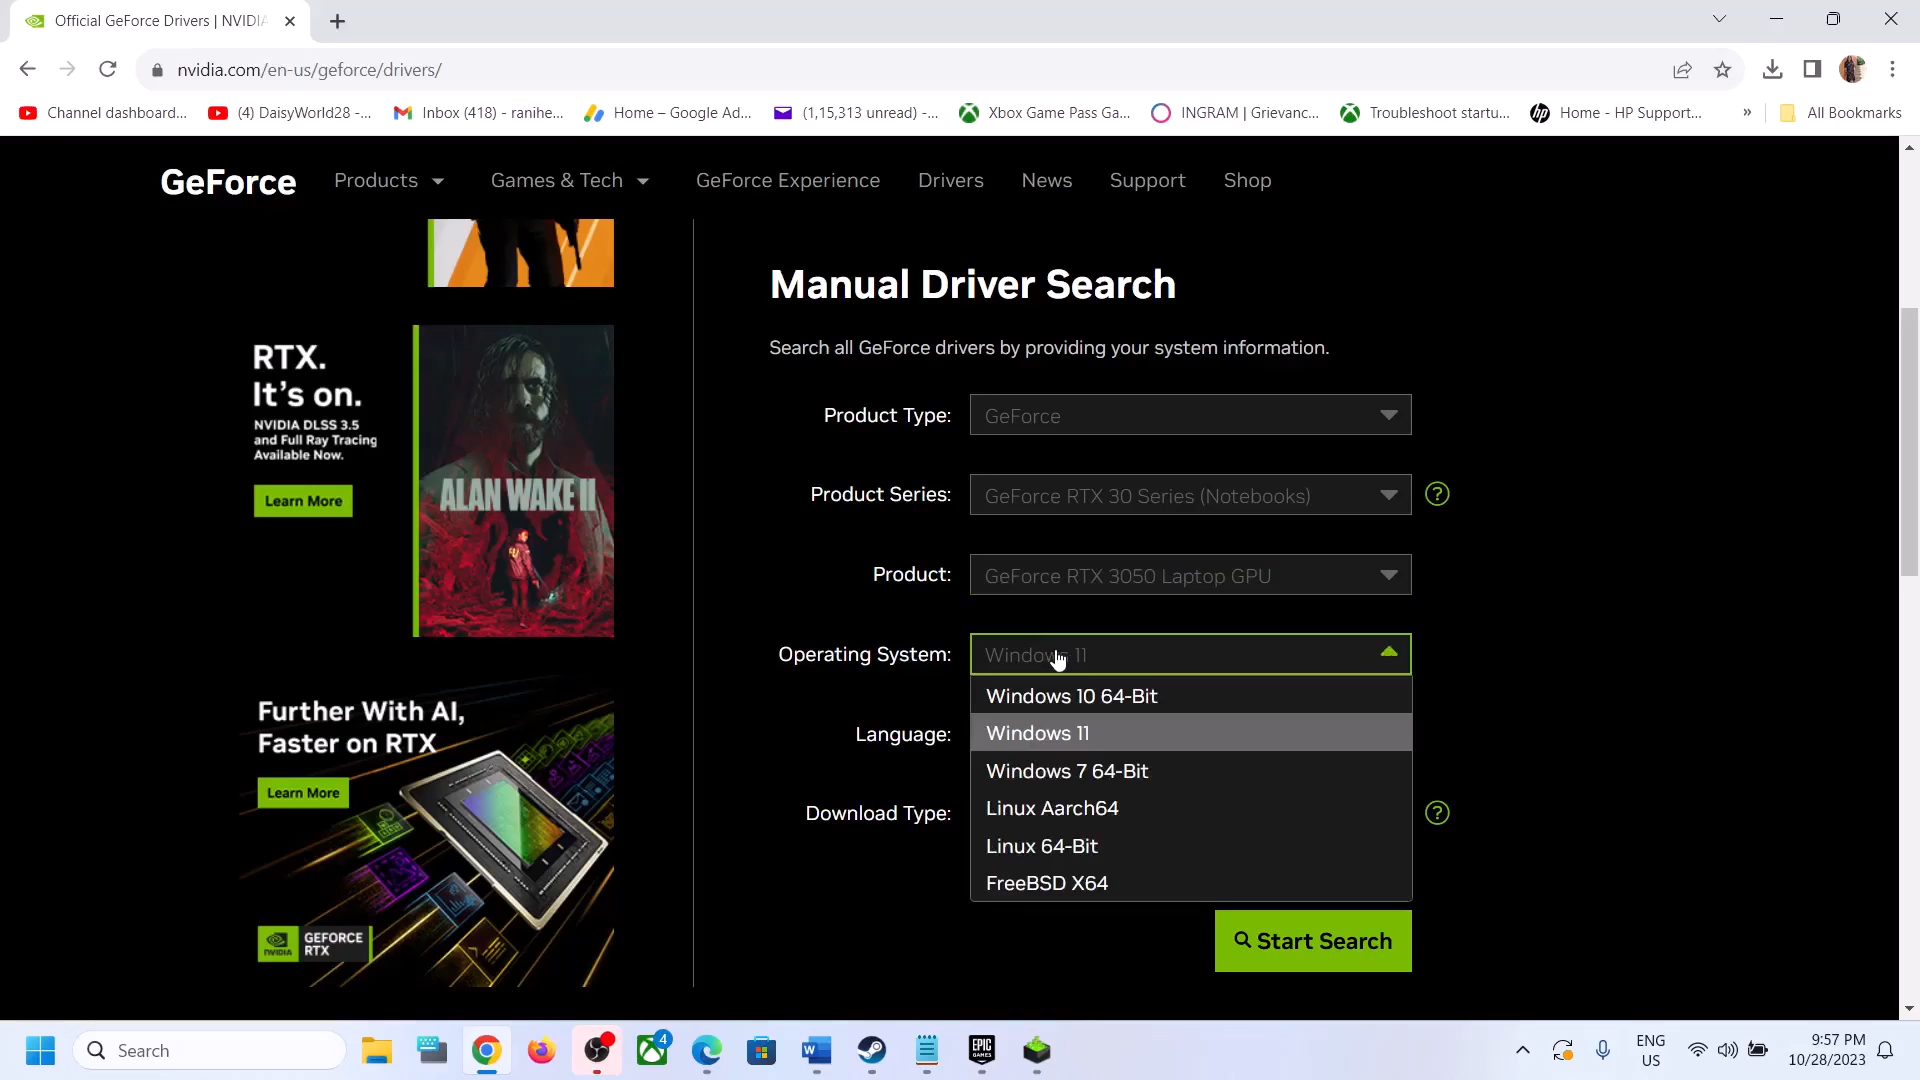 Official GeForce Drivers | NVIDIA
nvidia.com/en-us/geforce/drivers/
Channel dashboard...
(4) DaisyWorld28 -...
Inbox (418) - ranihe...
Home – Google Ad...
(1,15,313 unread) -...
Xbox Game Pass Ga...
INGRAM | Grievanc...
Troubleshoot startu...
Home - HP Support...
»
All Bookmarks
GeForce
Products
Games & Tech
GeForce Experience
Drivers
News
Support
Shop
RTX.
It's on.
NVIDIA DLSS 3.5
and Full Ray Tracing
Available Now.
Learn More
ALAN WAKE II
Further With AI,
Faster on RTX
Learn More
NVIDIA
GEFORCE
RTX
Manual Driver Search
Search all GeForce drivers by providing your system information.
Product Type:
GeForce
Product Series:
GeForce RTX 30 Series (Notebooks)
?
Product:
GeForce RTX 3050 Laptop GPU
Operating System:
Windows 11
Windows 10 64-Bit
Windows 11
Windows 7 64-Bit
Linux Aarch64
Linux 64-Bit
FreeBSD X64
Language:
Download Type:
?
Start Search
Search
4
W
EPIC
GAMES
ENG
US
9:57 PM
10/28/2023